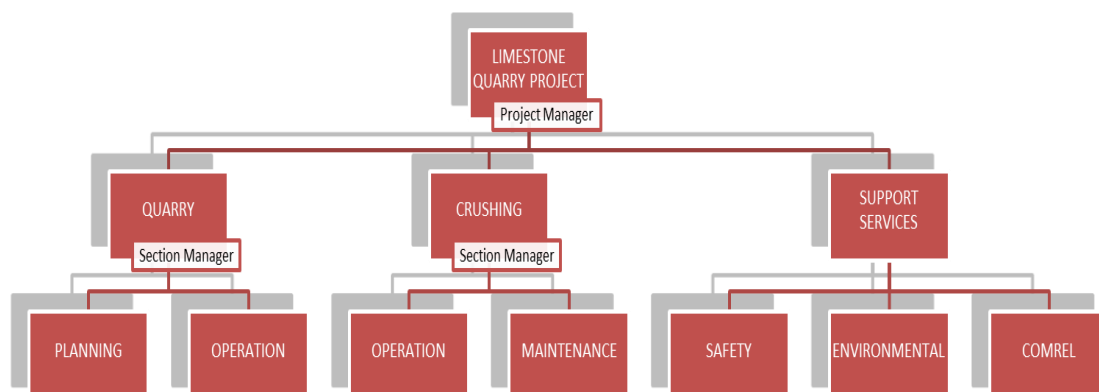 LIMESTONE
QUARRY PROJECT
Project Manager
QUARRY
Section Manager
CRUSHING
Section Manager
SUPPORT
SERVICES
PLANNING
OPERATION
OPERATION
MAINTENANCE
SAFETY
ENVIRONMENTAL
COMREL